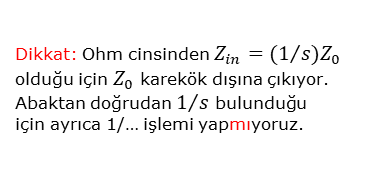 Dikkat: Ohm cinsinden Z_in = (1/s)Z_0
olduğu için Z_0 karekök dışına çıkıyor.
Abaktan doğrudan 1/s bulunduğu
için ayrıca 1/... işlemi yapmıyoruz.